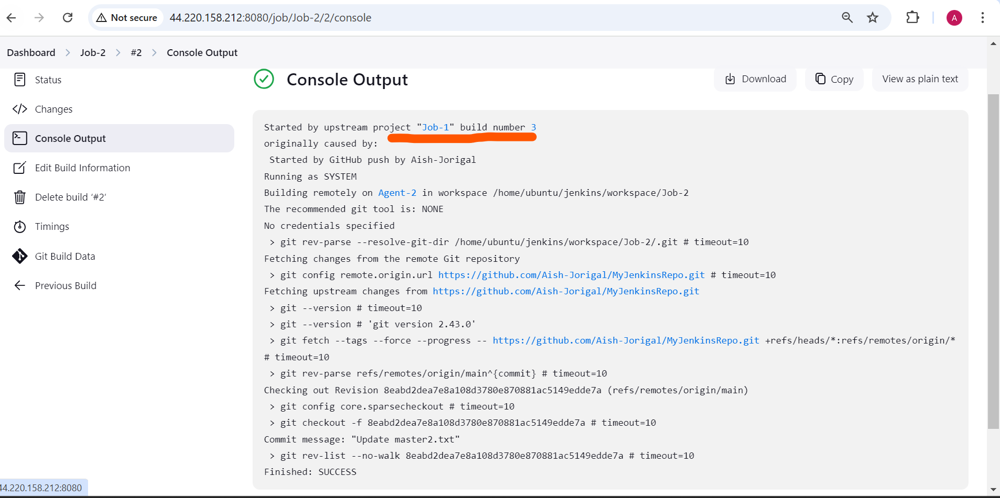 Not secure 44.220.158.212:8080/job/Job-2/2/console A
Dashboard > Job-2 > #2 > Console Output
Status
Changes
Console Output
Edit Build Information
Delete build ‘#2’
Timings
Git Build Data
Previous Build
Console Output
Download
Copy
View as plain text
Started by upstream project "Job-1" build number 3
originally caused by:
 Started by GitHub push by Aish-Jorigal
Running as SYSTEM
Building remotely on Agent-2 in workspace /home/ubuntu/jenkins/workspace/Job-2
The recommended git tool is: NONE
No credentials specified
 > git rev-parse --resolve-git-dir /home/ubuntu/jenkins/workspace/Job-2/.git # timeout=10
Fetching changes from the remote Git repository
 > git config remote.origin.url https://github.com/Aish-Jorigal/MyJenkinsRepo.git # timeout=10
Fetching upstream changes from https://github.com/Aish-Jorigal/MyJenkinsRepo.git
 > git --version # timeout=10
 > git --version # 'git version 2.43.0'
 > git fetch --tags --force --progress -- https://github.com/Aish-Jorigal/MyJenkinsRepo.git +refs/heads/*:refs/remotes/origin/*
# timeout=10
 > git rev-parse refs/remotes/origin/main^{commit} # timeout=10
Checking out Revision 8eabd2dea7e8a108d3780e870881ac5149edde7a (refs/remotes/origin/main)
 > git config core.sparsecheckout # timeout=10
 > git checkout -f 8eabd2dea7e8a108d3780e870881ac5149edde7a # timeout=10
Commit message: "Update master2.txt"
 > git rev-list --no-walk 8eabd2dea7e8a108d3780e870881ac5149edde7a # timeout=10
Finished: SUCCESS
44.220.158.212:8080